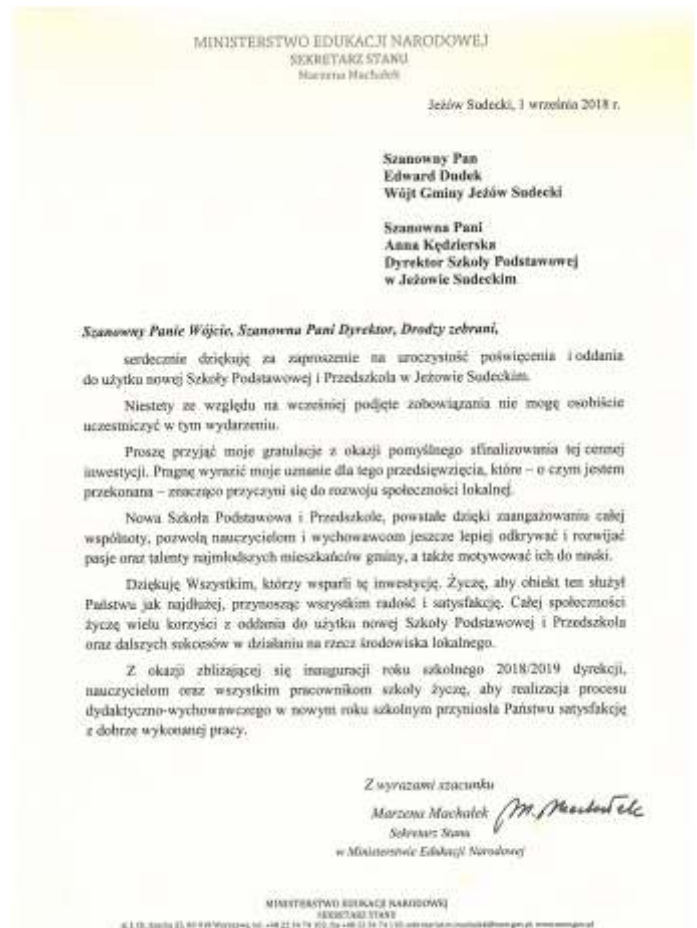 MINISTERSTWO EDUKACJI NARODOWEJ
SEKRETARZ STANU
Marzena Machałek
Jeżów Sudecki, 1 września 2018 r.
Szanowny Pan
Edward Dudek
Wójt Gminy Jeżów Sudecki
Szanowna Pani
Anna Kędzierska
Dyrektor Szkoły Podstawowej
w Jeżowie Sudeckim
Szanowny Panie Wójcie, Szanowna Pani Dyrektor, Drodzy zebrani,
serdecznie dziękuję za zaproszenie na uroczystość poświęcenia i oddania
do użytku nowej Szkoły Podstawowej i Przedszkola w Jeżowie Sudeckim.
Niestety ze względu na wcześniej podjęte zobowiązania nie mogę osobiście
uczestniczyć w tym wydarzeniu.
Proszę przyjąć moje gratulacje z okazji pomyślnego sfinalizowania tej cennej
inwestycji. Pragnę wyrazić moje uznanie dla tego przedsięwzięcia, które – o czym jestem
przekonana – znacząco przyczyni się do rozwoju społeczności lokalnej.
Nowa Szkoła Podstawowa i Przedszkole, powstałe dzięki zaangażowaniu całej
wspólnoty, pozwolą nauczycielom i wychowawcom jeszcze lepiej odkrywać i rozwijać
pasje oraz talenty najmłodszych mieszkańców gminy, a także motywować ich do nauki.
Dziękuję Wszystkim, którzy wsparli tę inwestycję. Życzę, aby obiekt ten służył
Państwu jak najdłużej, przynosząc wszystkim radość i satysfakcję. Całej społeczności
życzę wielu korzyści z oddania do użytku nowej Szkoły Podstawowej i Przedszkola
oraz dalszych sukcesów w działaniu na rzecz środowiska lokalnego.
Z okazji zbliżającej się inauguracji roku szkolnego 2018/2019 dyrekcji,
nauczycielom oraz wszystkim pracownikom szkoły życzę, aby realizacja procesu
dydaktyczno-wychowawczego w nowym roku szkolnym przyniosła Państwu satysfakcję
z dobrze wykonanej pracy.
Z wyrazami szacunku
Marzena Machałek M. Machałek
Sekretarz Stanu
w Ministerstwie Edukacji Narodowej
MINISTERSTWO EDUKACJI NARODOWEJ
SEKRETARZ STANU